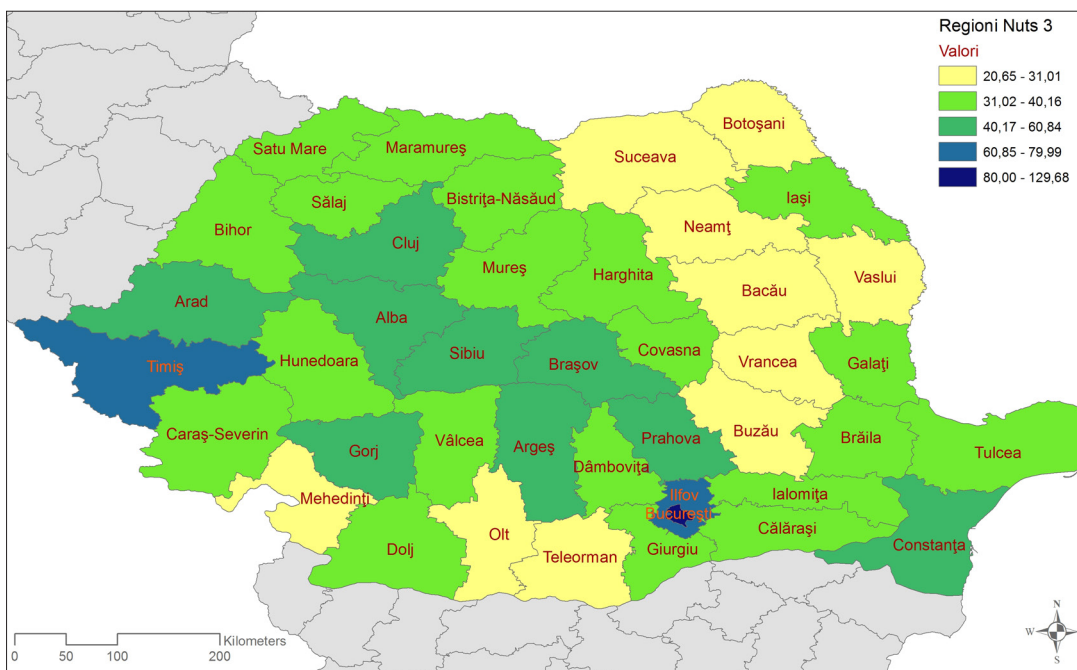 Regioni Nuts 3
Valori
20,65 - 31,01
31,02 - 40,16
40,17 - 60,84
60,85 - 79,99
80,00 - 129,68
Botoşani
Satu Mare
Maramureş
Suceava
Sălaj
Bistriţa-Năsăud
Iaşi
Bihor
Cluj
Neamţ
Mureş
Harghita
Vaslui
Arad
Bacău
Alba
Timiş
Hunedoara
Sibiu
Braşov
Covasna
Vrancea
Galaţi
Caraş-Severin
Gorj
Vâlcea
Argeş
Prahova
Buzău
Brăila
Tulcea
Dâmboviţa
Mehedinţi
Ilfov
Ialomiţa
Bucureşti
Olt
Călăraşi
Dolj
Teleorman
Giurgiu
Constanţa
Kilometers
0 50 100 200
N
W
S